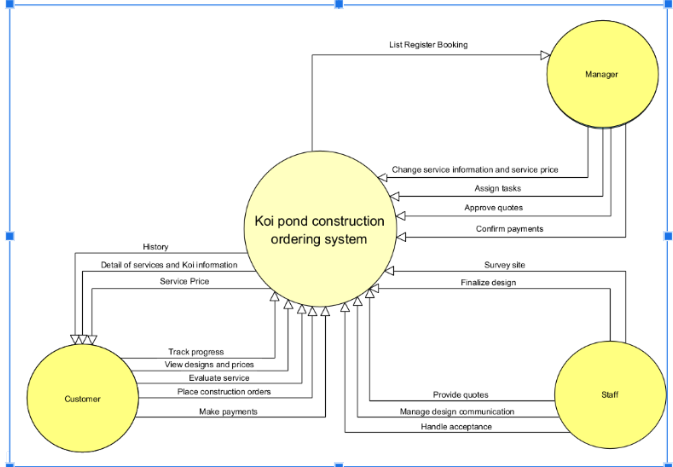 List Register Booking
Manager
Change service information and service price
Assign tasks
Approve quotes
Koi pond construction
ordering system
Confirm payments
History
Detail of services and Koi information
Survey site
Service Price
Finalize design
Track progress
View designs and prices
Evaluate service
Place construction orders
Customer
Make payments
Provide quotes
Staff
Manage design communication
Handle acceptance